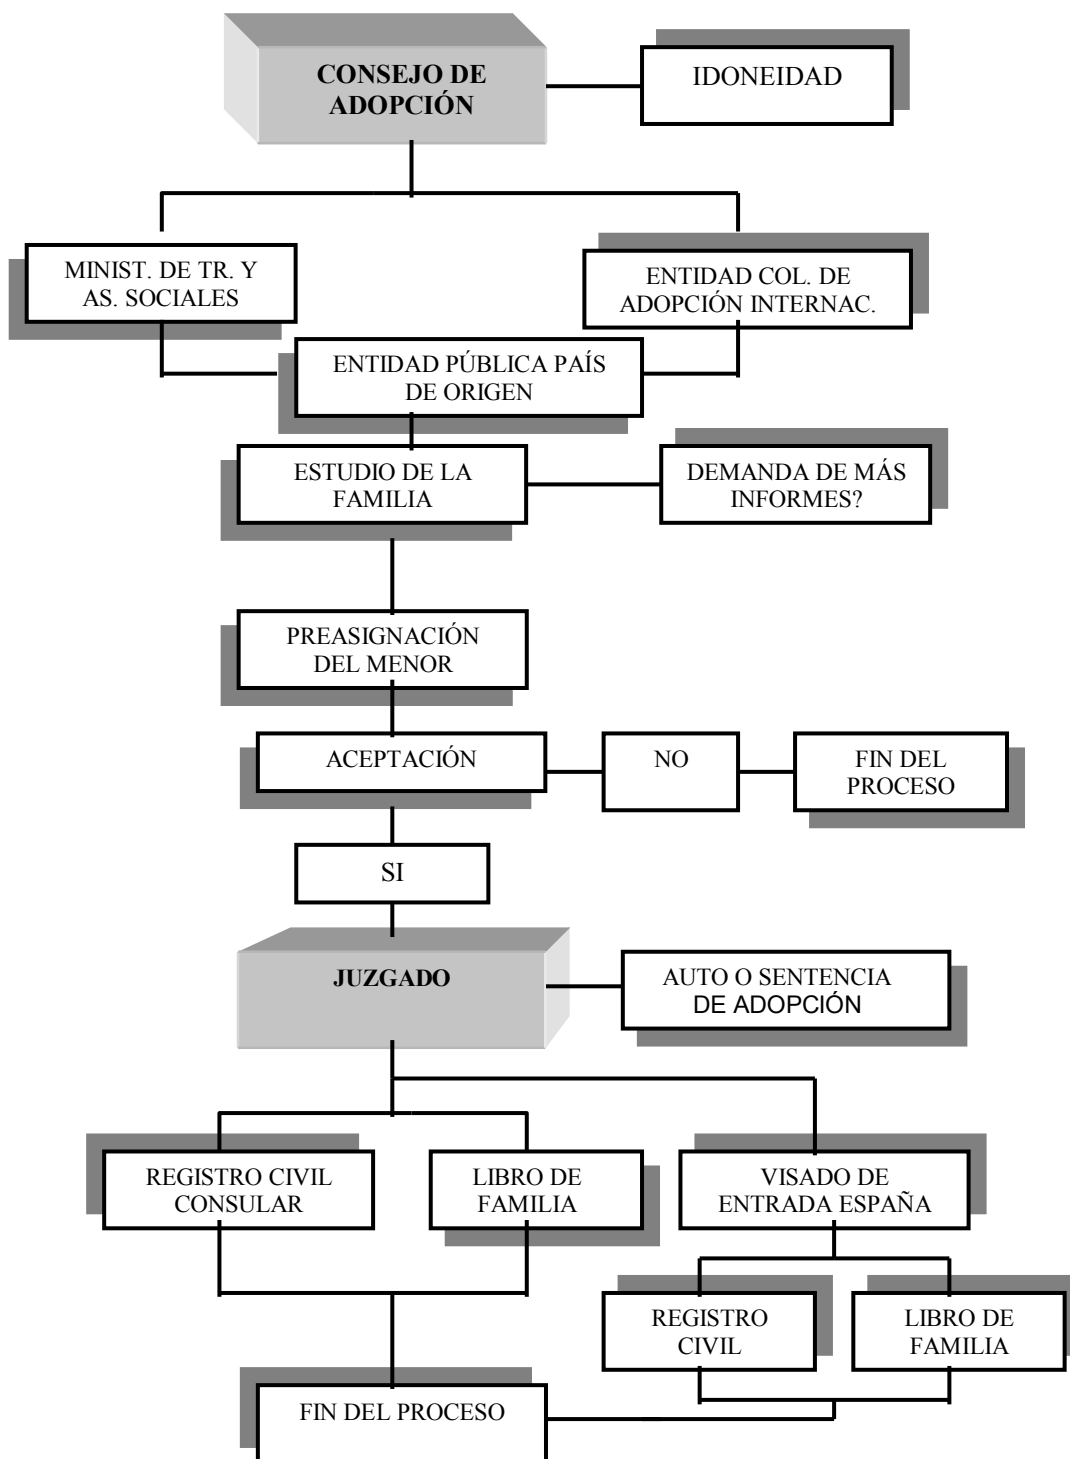 CONSEJO DE
ADOPCIÓN
IDONEIDAD
MINIST. DE TR. Y
AS. SOCIALES
ENTIDAD COL. DE
ADOPCIÓN INTERNAC.
ENTIDAD PÚBLICA PAÍS
DE ORIGEN
ESTUDIO DE LA
FAMILIA
DEMANDA DE MÁS
INFORMES?
PREASIGNACIÓN
DEL MENOR
ACEPTACIÓN
NO
FIN DEL
PROCESO
SI
JUZGADO
AUTO O SENTENCIA
DE ADOPCIÓN
REGISTRO CIVIL
CONSULAR
LIBRO DE
FAMILIA
VISADO DE
ENTRADA ESPAÑA
REGISTRO
CIVIL
LIBRO DE
FAMILIA
FIN DEL PROCESO